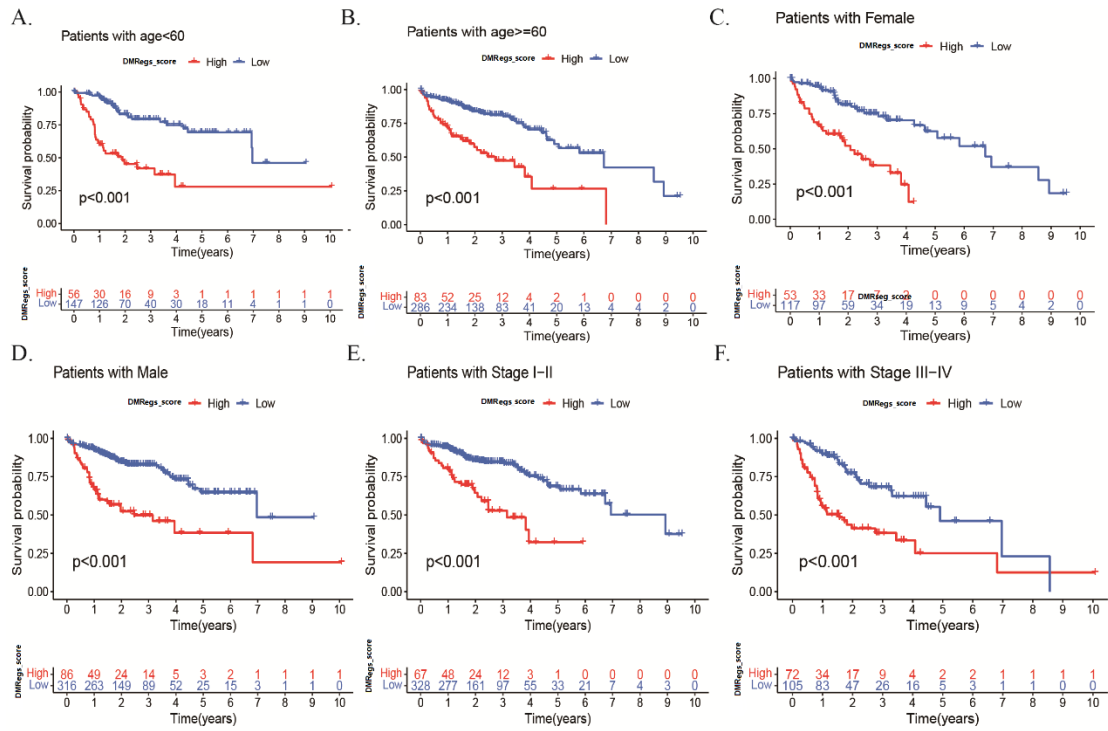 A.
Patients with age<60
DMRegs_score High Low
Survival probability
1.00
0.75
0.50
0.25
0.00
p<0.001
0 1 2 3 4 5 6 7 8 9 10
Time(years)
DMRegs_score
High 56 30 16 9 3 1 1 1 1 1 1
Low 147 126 70 40 30 18 11 4 1 1 0
0 1 2 3 4 5 6 7 8 9 10
Time(years)
B.
Patients with age>=60
DMRegs_score High Low
Survival probability
1.00
0.75
0.50
0.25
0.00
p<0.001
0 1 2 3 4 5 6 7 8 9 10
Time(years)
DMRegs_score
High 83 52 25 12 4 2 1 0 0 0 0
Low 286 234 138 83 41 20 13 4 4 2 0
0 1 2 3 4 5 6 7 8 9 10
Time(years)
C.
Patients with Female
DMRegs_score High Low
Survival probability
1.00
0.75
0.50
0.25
0.00
p<0.001
0 1 2 3 4 5 6 7 8 9 10
Time(years)
DMRegs_score
High 53 33 17 0 0 0 0 0 0
DMRseg_score
Low 117 97 59 34 19 13 9 5 4 2 0
0 1 2 3 4 5 6 7 8 9 10
Time(years)
D.
Patients with Male
DMRegs_score High Low
Survival probability
1.00
0.75
0.50
0.25
0.00
p<0.001
0 1 2 3 4 5 6 7 8 9 10
Time(years)
DMRegs_score
High 86 49 24 14 5 3 2 1 1 1 1
Low 316 263 149 89 52 25 15 3 1 1 0
0 1 2 3 4 5 6 7 8 9 10
Time(years)
E.
Patients with Stage I-II
DMRegs_score High Low
Survival probability
1.00
0.75
0.50
0.25
0.00
p<0.001
0 1 2 3 4 5 6 7 8 9 10
Time(years)
DMRegs_score
High 67 48 24 12 3 1 0 0 0 0 0
Low 328 277 161 97 55 33 21 7 4 3 0
0 1 2 3 4 5 6 7 8 9 10
Time(years)
F.
Patients with Stage III-IV
DMRegs_score High Low
Survival probability
1.00
0.75
0.50
0.25
0.00
p<0.001
0 1 2 3 4 5 6 7 8 9 10
Time(years)
DMRegs_score
High 72 34 17 9 4 2 2 1 1 1 1
Low 105 83 47 26 16 5 3 1 1 0 0
0 1 2 3 4 5 6 7 8 9 10
Time(years)